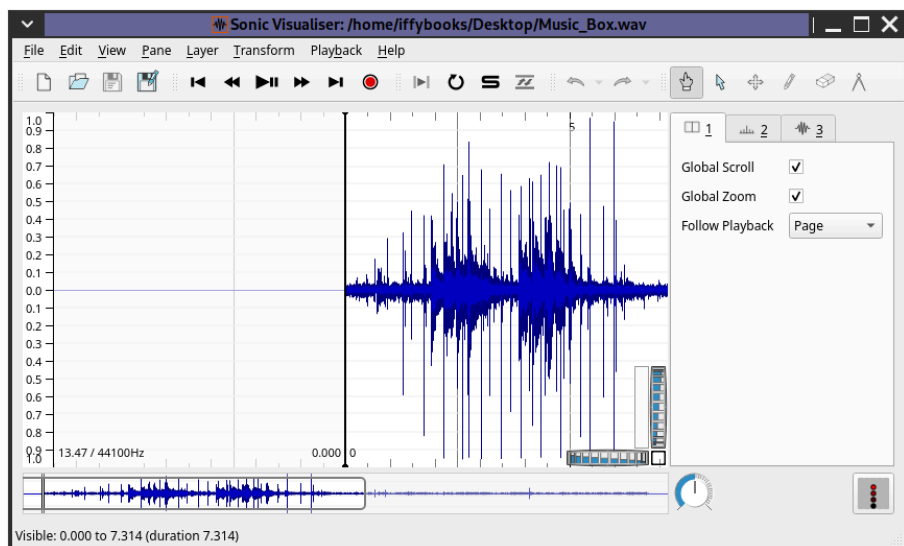 Sonic Visualiser: /home/iffybooks/Desktop/Music_Box.wav
File Edit View Pane Layer Transform Playback Help
1.0
0.9
0.8
0.7
0.6
0.5
0.4
0.3
0.2
0.1
0.0
0.1
0.2
0.3
0.4
0.5
0.6
0.7
0.8
0.9
1.0
5
13.47 / 44100Hz
0.000 0
1 2 3
Global Scroll
Global Zoom
Follow Playback Page
Visible: 0.000 to 7.314 (duration 7.314)